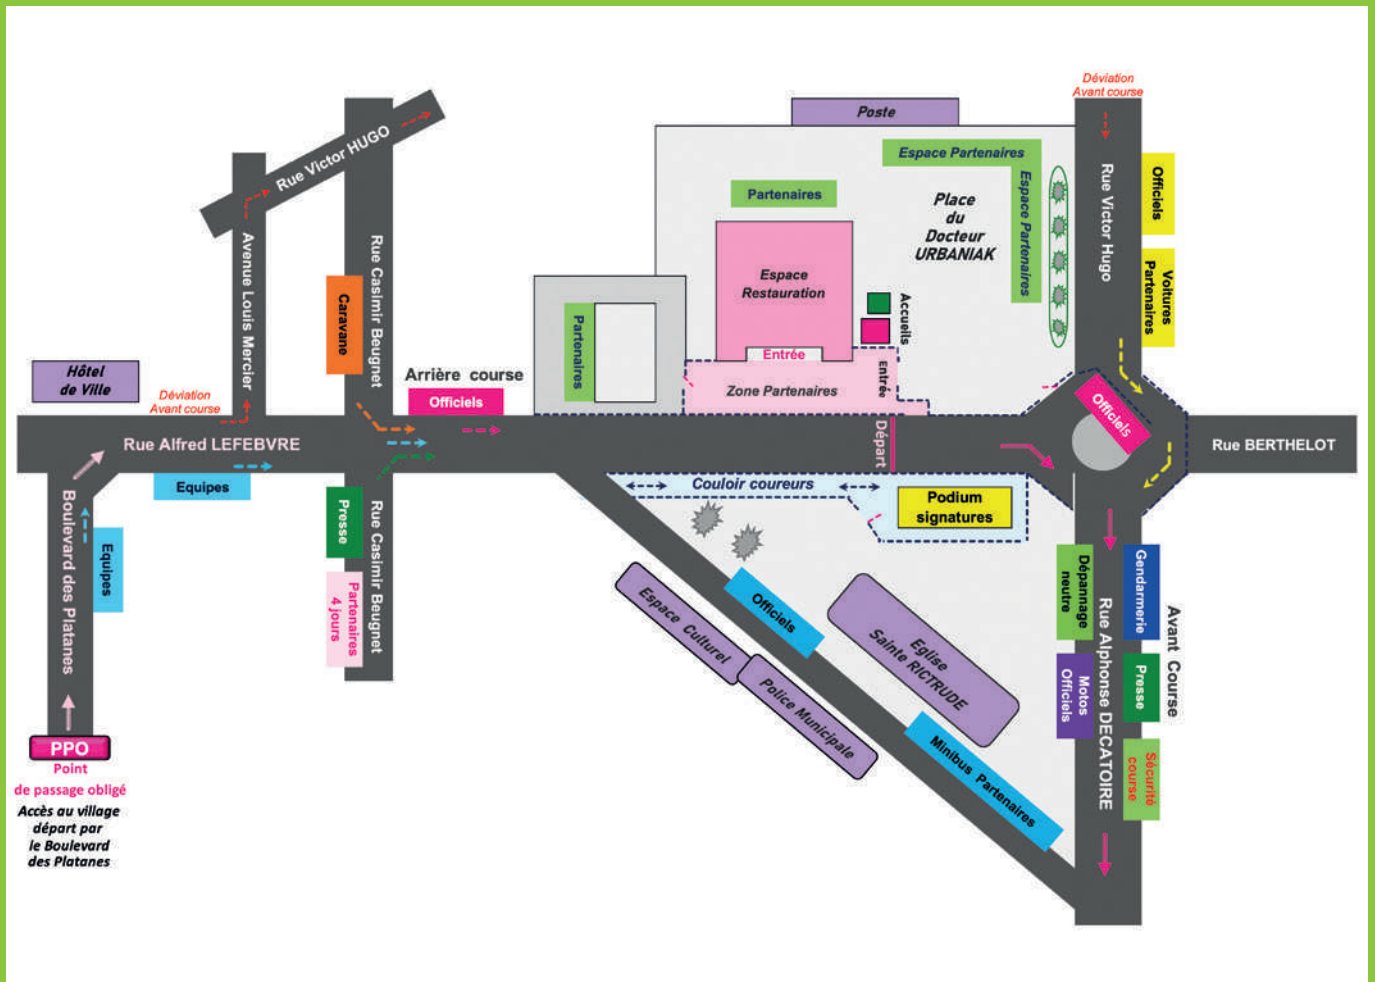 Déviation
Avant course
Poste
Rue Victor HUGO
Espace Partenaires
Espace Partenaires
Partenaires
Place
du
Docteur
URBANIAK
Rue Victor Hugo
Officiels
Voitures
Partenaires
Avenue Louis Mercier
Rue Casimir Beugnet
Caravane
Espace
Restauration
Accueils
Partenaires
Entrée
Entrée
Zone Partenaires
Hôtel
de Ville
Déviation
Avant course
Arrière course
Officiels
Officiels
Rue Alfred LEFEBVRE
Départ
Rue BERTHELOT
Equipes
Couloir coureurs
Podium
signatures
Boulevard des Platanes
Equipes
Presse
Rue Casimir Beugnet
Partenaires
4 jours
Espace Culturel
Officiels
Eglise
Sainte RICTRUDE
Police Municipale
Minibus Partenaires
Dépannage
neutre
Gendarmerie
Rue Alphonse DECATOIRE
Avant Course
Motos
Officiels
Presse
Sécurité
course
PPO
Point
de passage obligé
Accès au village
départ par
le Boulevard
des Platanes